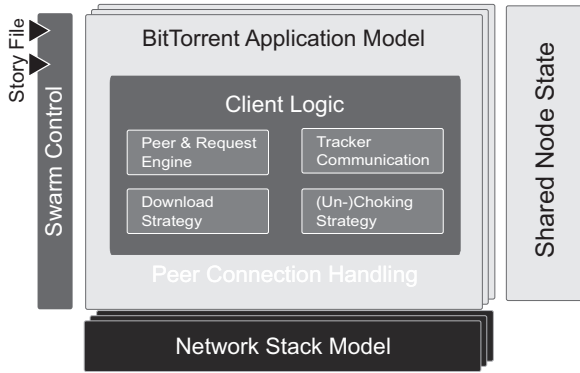 Story File
Swarm Control
BitTorrent Application Model
Client Logic
Peer & Request
Engine
Tracker
Communication
Download
Strategy
(Un-)Choking
Strategy
Peer Connection Handling
Network Stack Model
Shared Node State